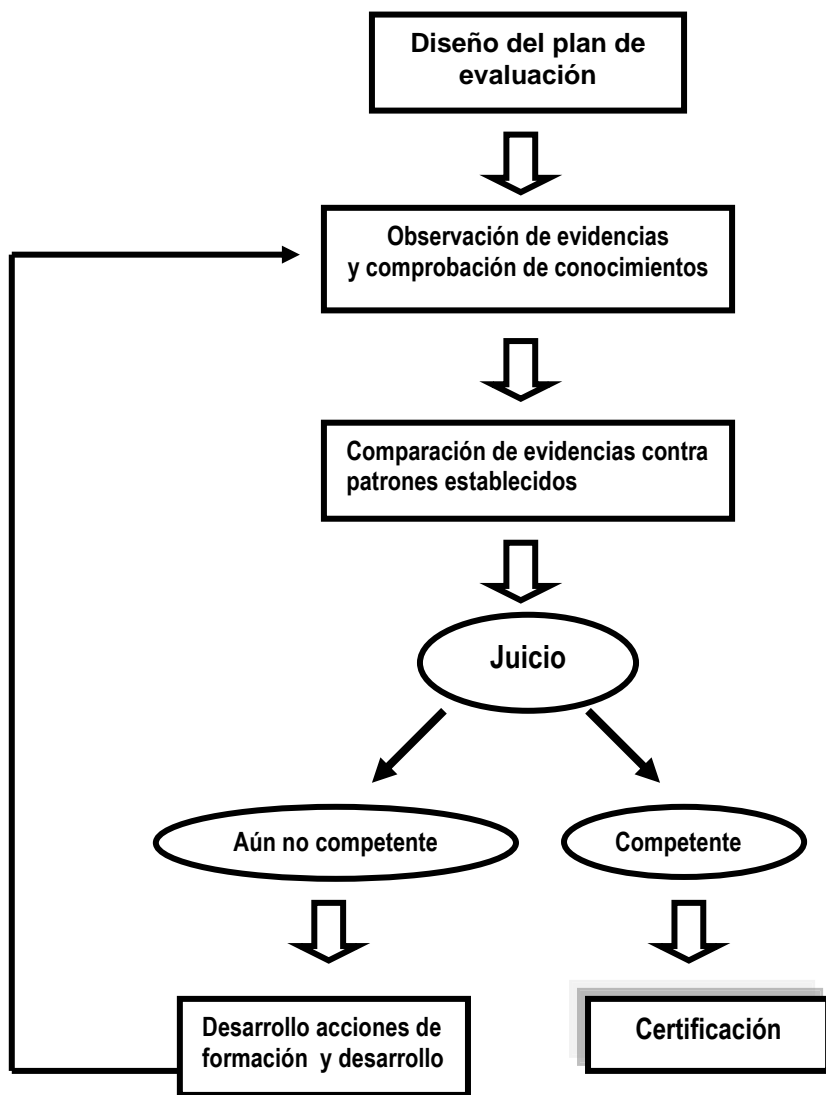 Diseño del plan de
evaluación
Observación de evidencias
y comprobación de conocimientos
Comparación de evidencias contra
patrones establecidos
Juicio
Aún no competente
Competente
Desarrollo acciones de
formación y desarrollo
Certificación